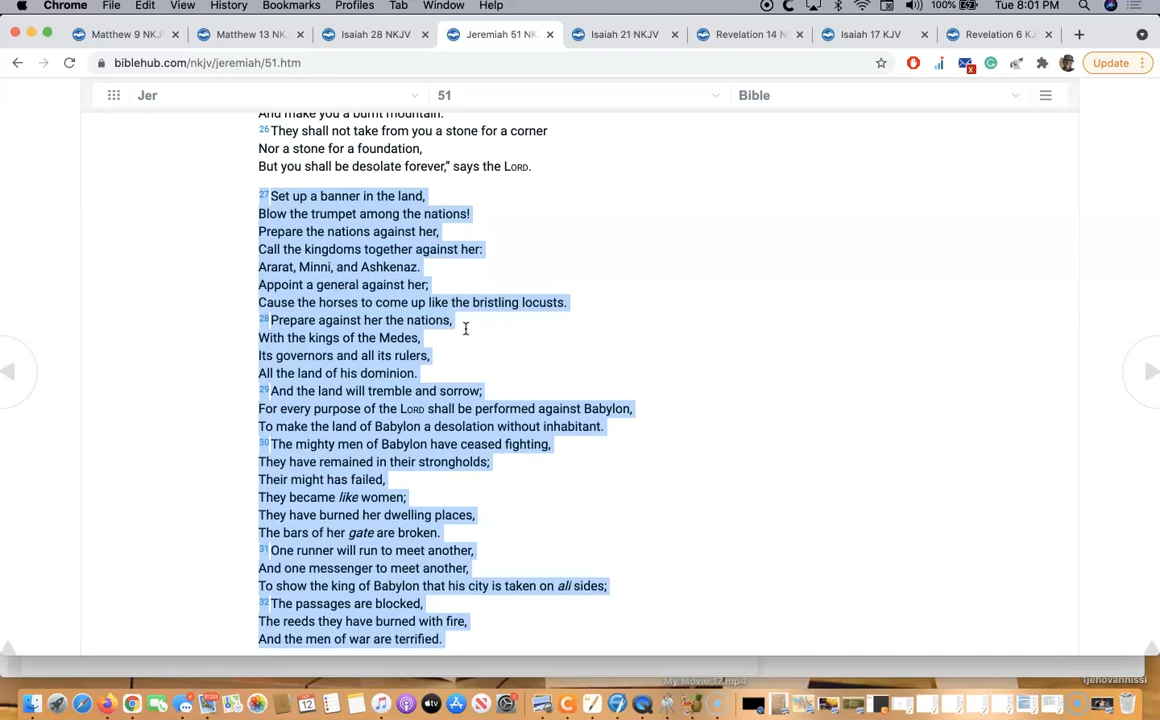 Chrome File Edit View History Bookmarks Profiles Tab Window Help 100% Tue 8:01 PM
Matthew 9 NKJV Matthew 13 NKJ Isaiah 28 NKJV Jeremiah 51 NK Isaiah 21 NKJV Revelation 14 N Isaiah 17 KJV Revelation 6 KJ
biblehub.com/nkjv/jeremiah/51.htm Update
Jer 51 Bible
And make you a burnt mountain.
26 They shall not take from you a stone for a corner
Nor a stone for a foundation,
But you shall be desolate forever,” says the LORD.
27 Set up a banner in the land,
Blow the trumpet among the nations!
Prepare the nations against her,
Call the kingdoms together against her:
Ararat, Minni, and Ashkenaz.
Appoint a general against her;
Cause the horses to come up like the bristling locusts.
28 Prepare against her the nations,
With the kings of the Medes,
Its governors and all its rulers,
All the land of his dominion.
29 And the land will tremble and sorrow;
For every purpose of the LORD shall be performed against Babylon,
To make the land of Babylon a desolation without inhabitant.
30 The mighty men of Babylon have ceased fighting,
They have remained in their strongholds;
Their might has failed,
They became like women;
They have burned her dwelling places,
The bars of her gate are broken.
31 One runner will run to meet another,
And one messenger to meet another,
To show the king of Babylon that his city is taken on all sides;
32 The passages are blocked,
The reeds they have burned with fire,
And the men of war are terrified.
My Movie 17.mp4
12